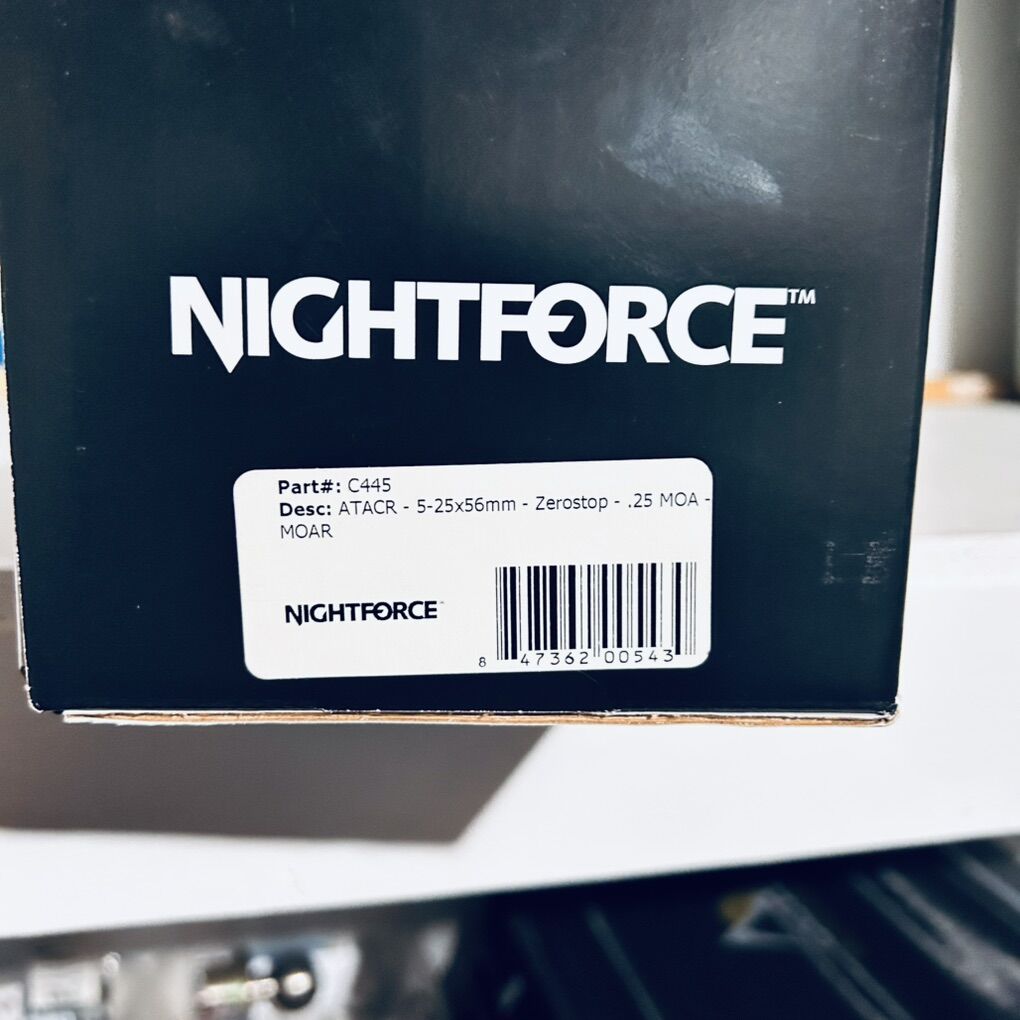 NIGHTFORCE™
Part#: C445
Desc: ATACR - 5-25x56mm - Zerostop - .25 MOA -
MOAR
NIGHTFORCE
8 47362 00543